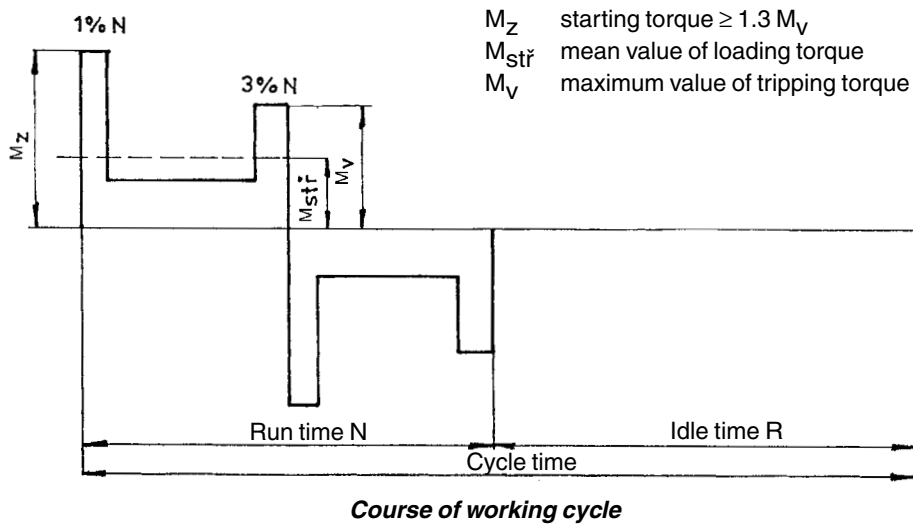 1% N
3% N
M_Z starting torque ≥ 1.3 M_V
M_stř mean value of loading torque
M_V maximum value of tripping torque
M_Z
M_stř
M_V
Run time N
Idle time R
Cycle time
Course of working cycle